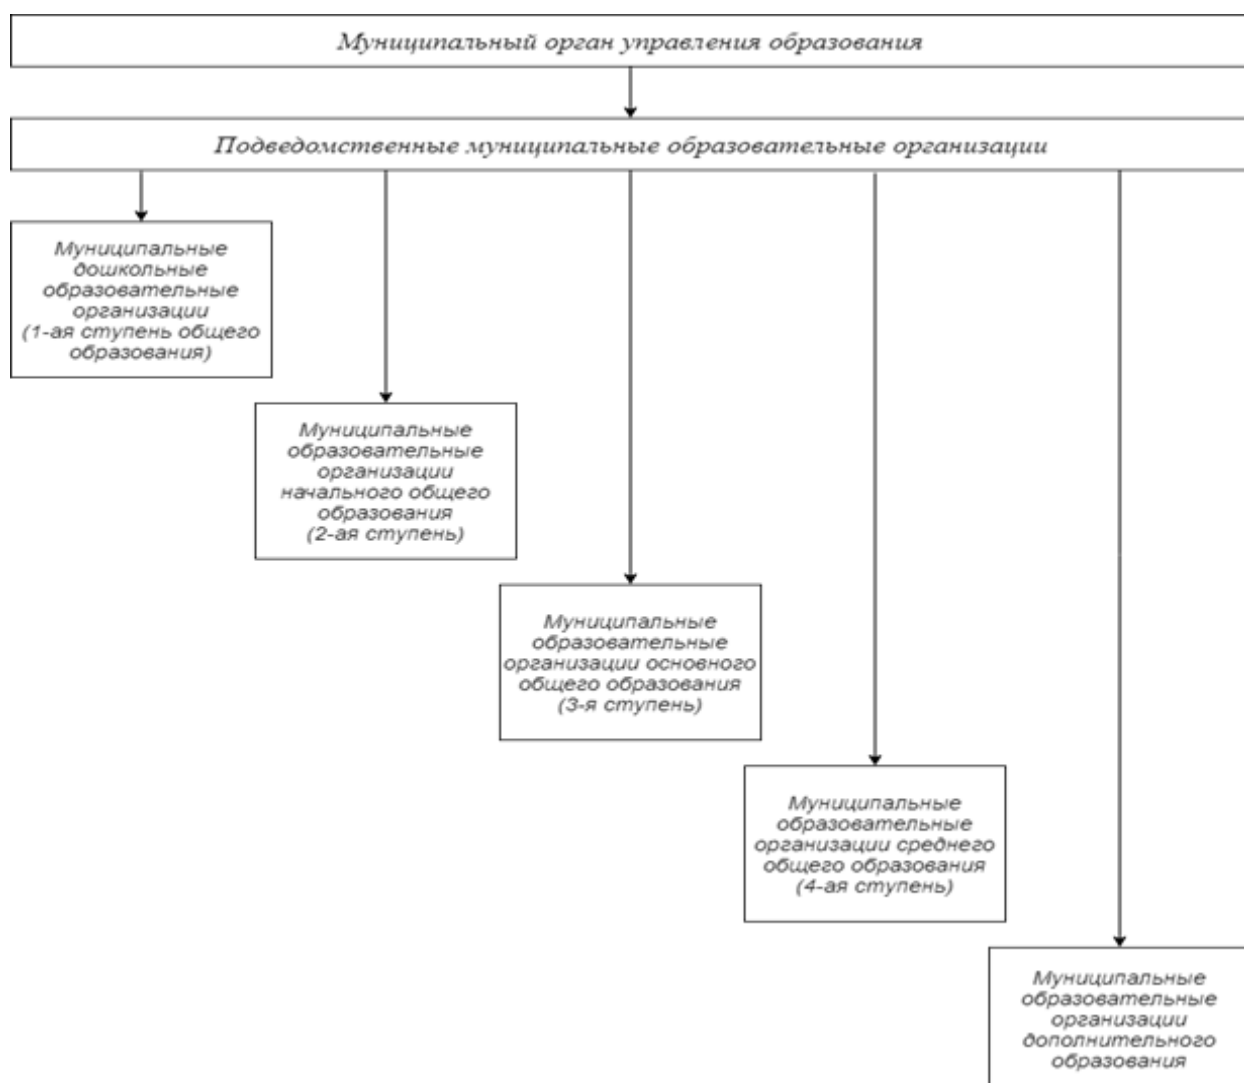 Муниципальный орган управления образования
Подведомственные муниципальные образовательные организации
Муниципальные
дошкольные
образовательные
организации
(1-ая ступень общего
образования)
Муниципальные
образовательные
организации
начального общего
образования
(2-ая ступень)
Муниципальные
образовательные
организации основного
общего образования
(3-я ступень)
Муниципальные
образовательные
организации среднего
общего образования
(4-ая ступень)
Муниципальные
образовательные
организации
дополнительного
образования